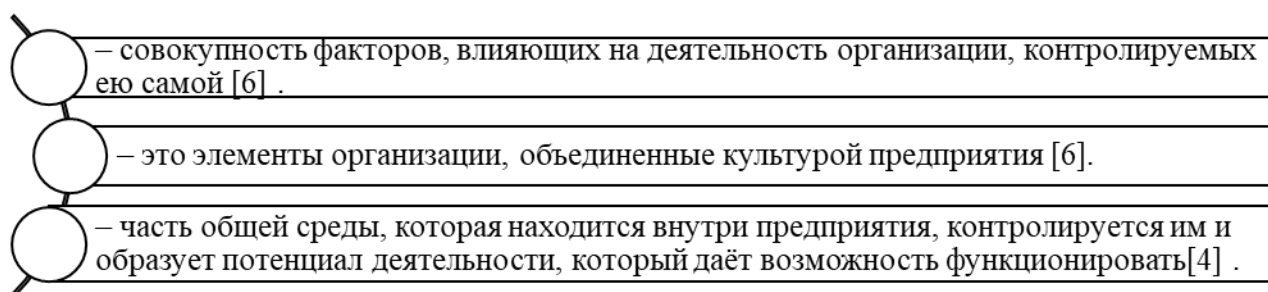 – совокупность факторов, влияющих на деятельность организации, контролируемых
ею самой [6] .
– это элементы организации, объединенные культурой предприятия [6].
– часть общей среды, которая находится внутри предприятия, контролируется им и
образует потенциал деятельности, который даёт возможность функционировать[4] .